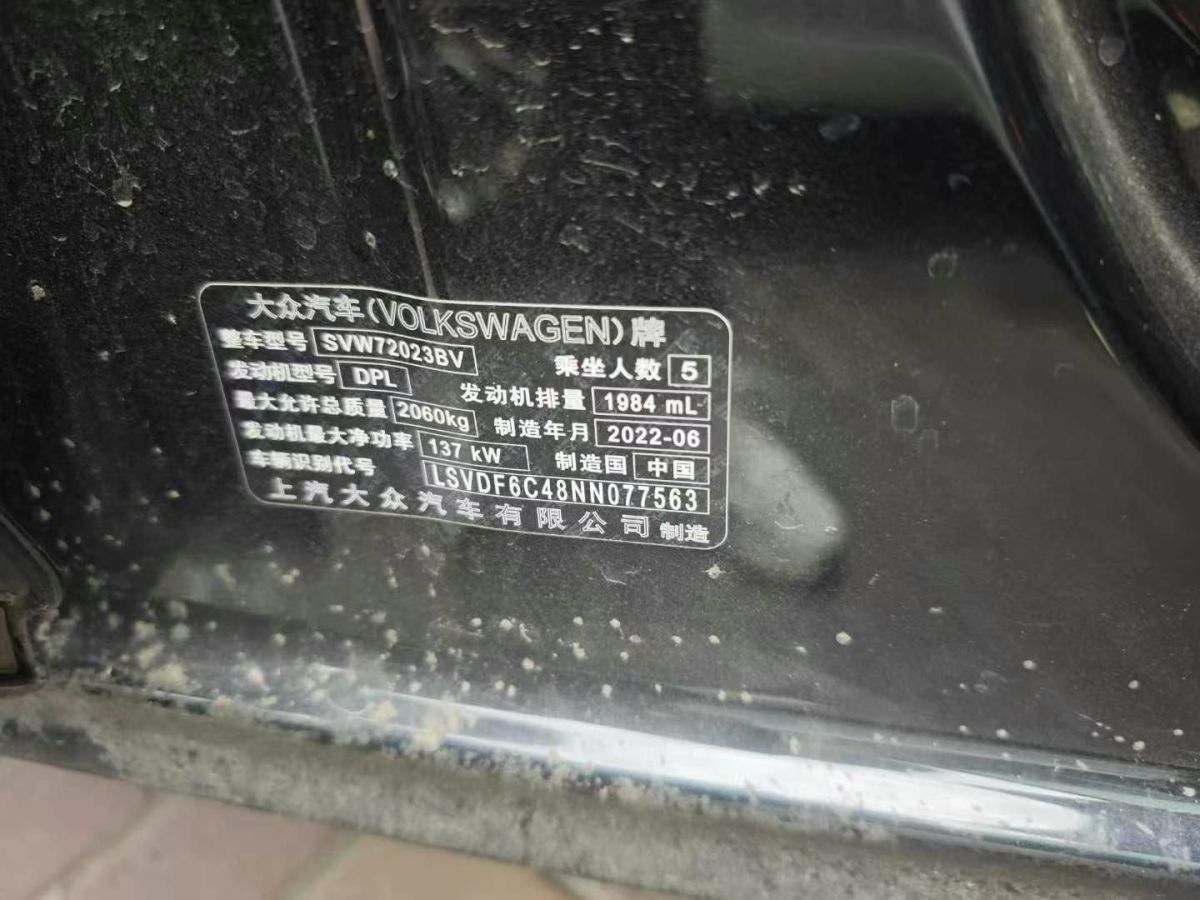 大众汽车(VOLKSWAGEN)牌
整车型号 SVW72023BV 乘坐人数 5
发动机型号 DPL 发动机排量 1984 mL
最大允许总质量 2060kg 制造年月 2022-06
发动机最大净功率 137 kW 制造国 中国
车辆识别代号 LSVDF6C48NN077563
上汽大众汽车有限公司 制造